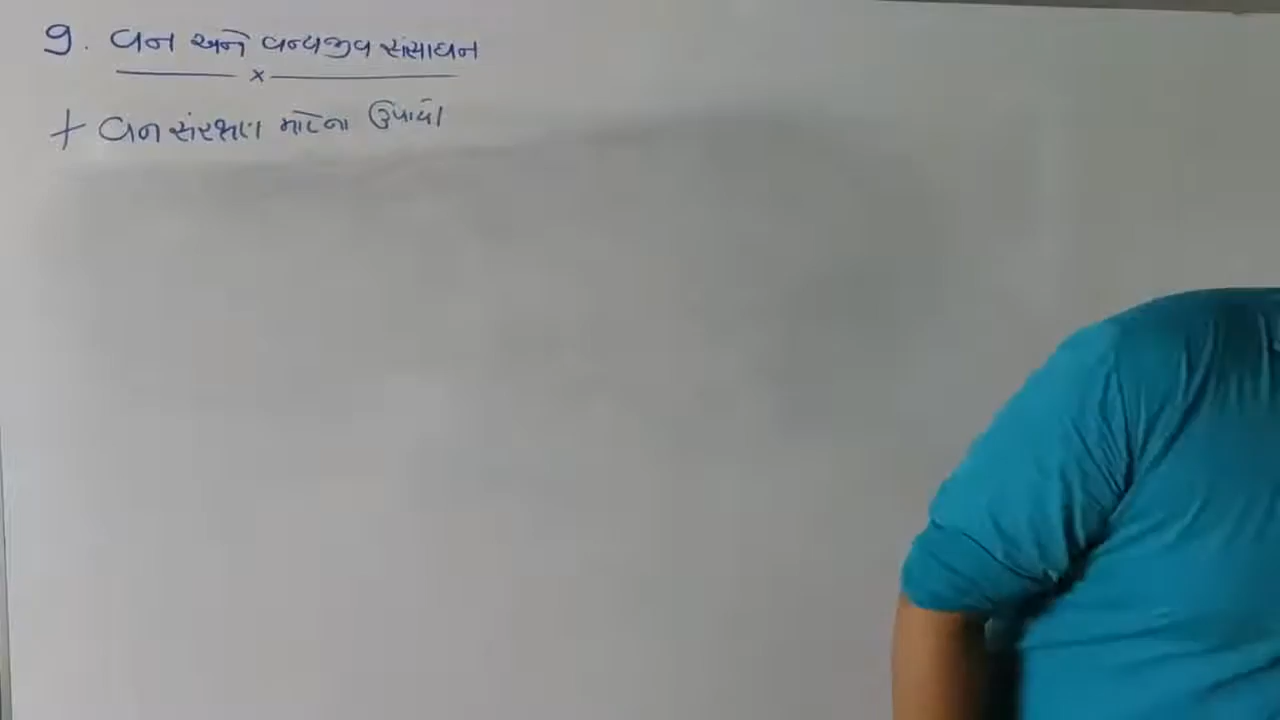 9. વન અને વન્યજીવ સંસાધન
+ વન સંરક્ષણ માટેના ઉપાયો